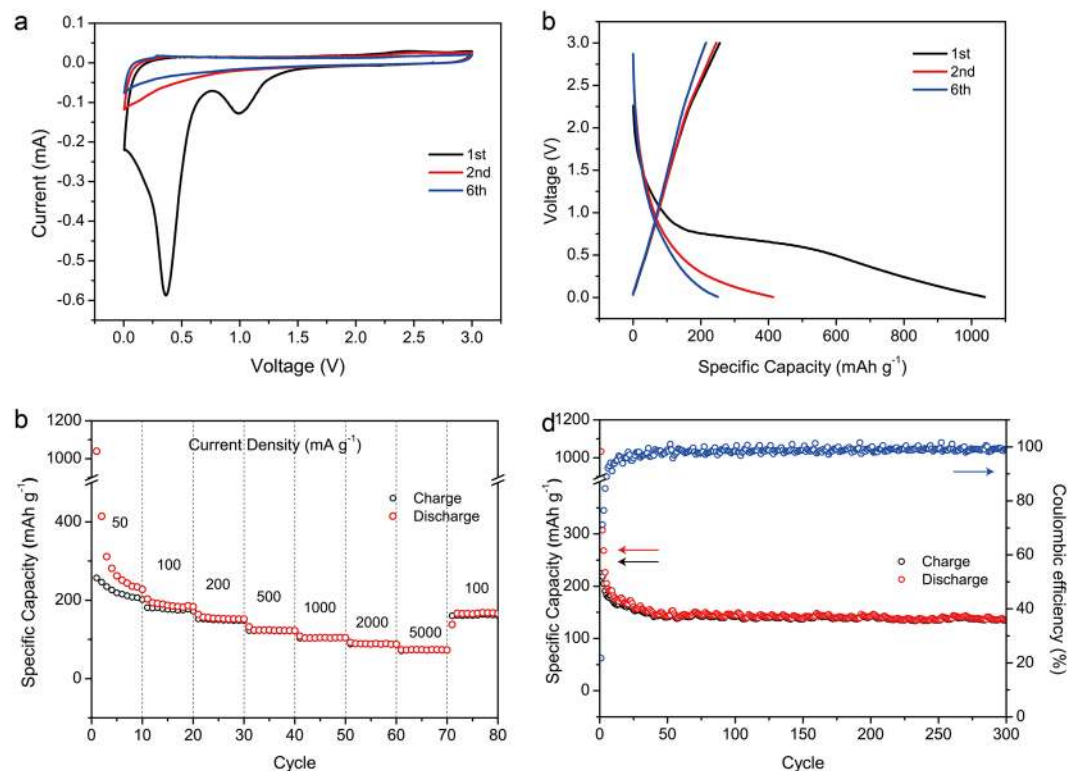 a
0.1
0.0
-0.1
-0.2
-0.3
-0.4
-0.5
-0.6
Current (mA)
1st
2nd
6th
0.0 0.5 1.0 1.5 2.0 2.5 3.0
Voltage (V)
b
3.0
2.5
2.0
1.5
1.0
0.5
0.0
Voltage (V)
1st
2nd
6th
0 200 400 600 800 1000
Specific Capacity (mAh g⁻¹)
b
1200
1000
400
200
0
Specific Capacity (mAh g⁻¹)
Current Density (mA g⁻¹)
Charge
Discharge
50
100
200
500
1000
2000
5000
100
0 10 20 30 40 50 60 70 80
Cycle
d
1200
1000
300
200
150
100
50
0
Specific Capacity (mAh g⁻¹)
Charge
Discharge
100
80
60
40
20
0
Coulombic efficiency (%)
0 50 100 150 200 250 300
Cycle